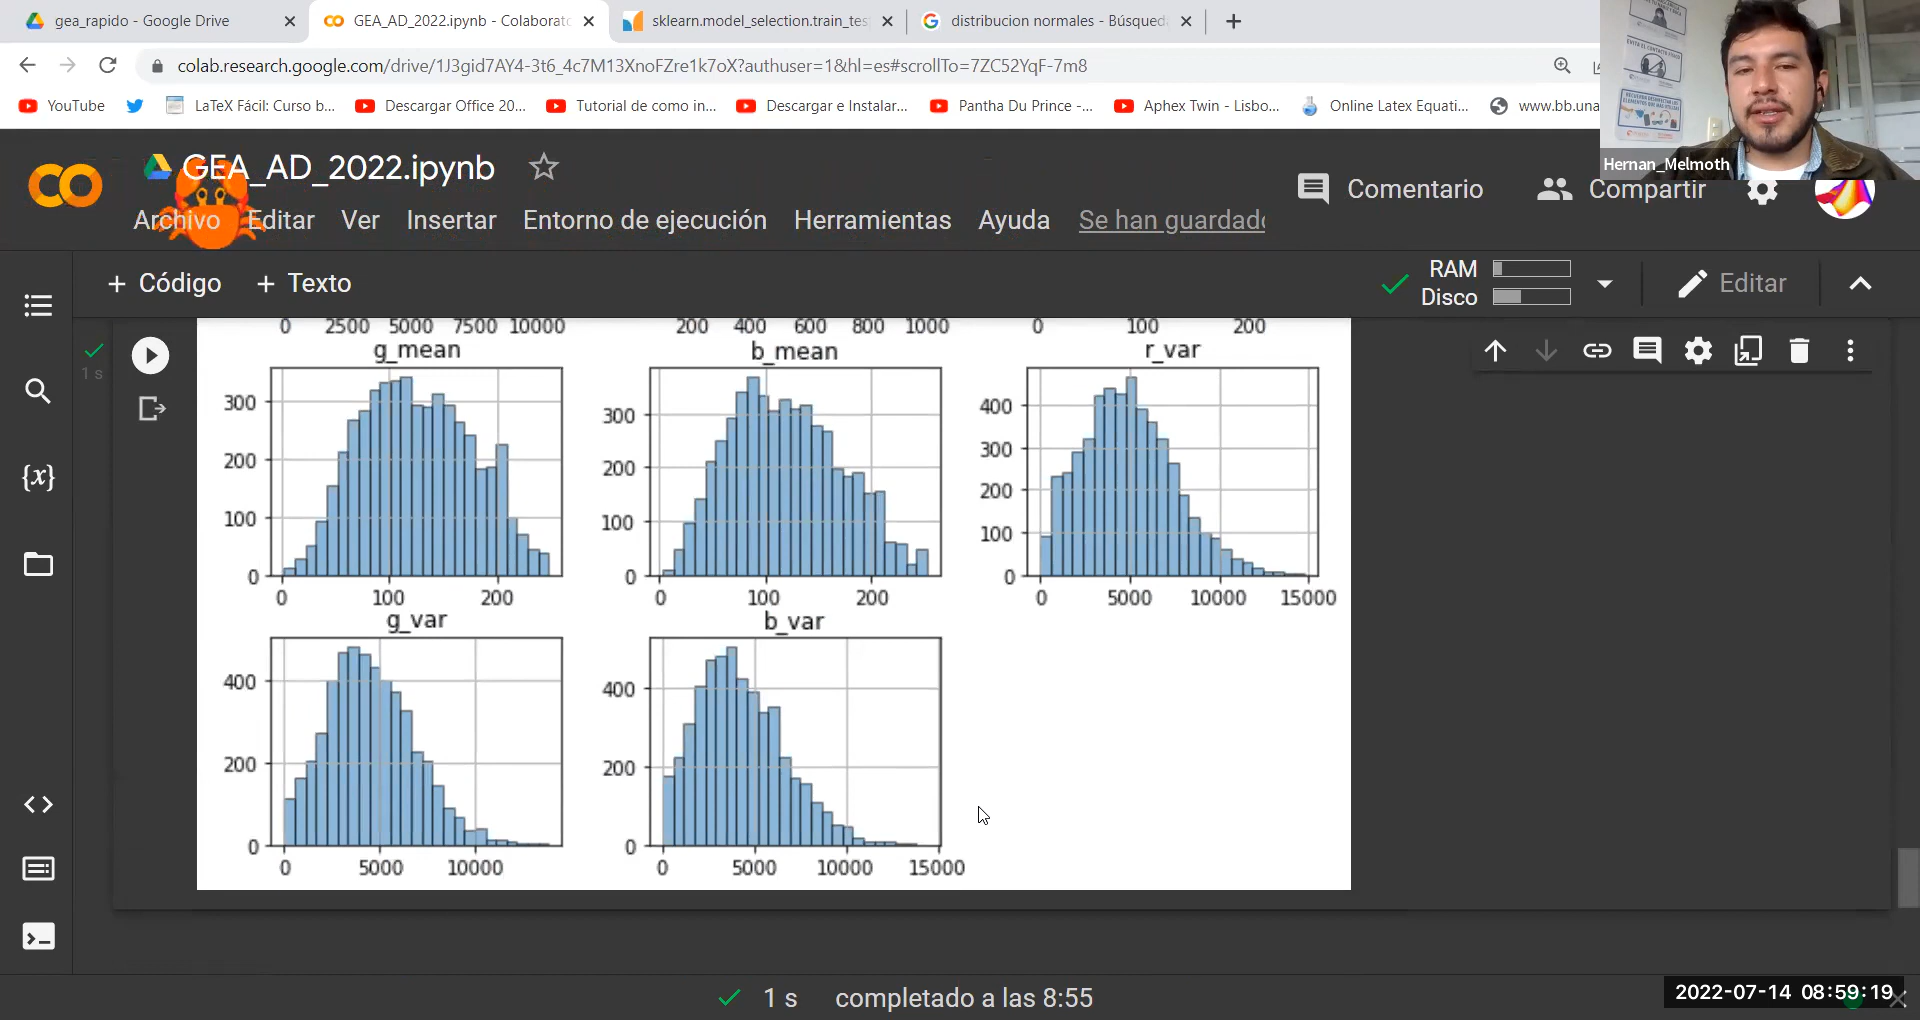 gea_rapido - Google Drive
GEA_AD_2022.ipynb - Colaborato
sklearn.model_selection.train_tes
distribucion normales - Búsqued
colab.research.google.com/drive/1J3gid7AY4-3t6_4c7M13XnoFZre1k7oX?authuser=1&hl=es#scrollTo=7ZC52YqF-7m8
YouTube
LaTeX Fácil: Curso b...
Descargar Office 20...
Tutorial de como in...
Descargar e Instalar...
Pantha Du Prince -...
Aphex Twin - Lisbo...
Online Latex Equati...
www.bb.una
Hernan_Melmoth
GEA_AD_2022.ipynb
Comentario
Compartir
Archivo Editar Ver Insertar Entorno de ejecución Herramientas Ayuda Se han guardado
+ Código + Texto
RAM
Disco
Editar
1 s
0 2500 5000 7500 10000
200 400 600 800 1000
0 100 200
g_mean
b_mean
r_var
300
200
100
0
0 100 200
300
200
100
0
0 100 200
400
300
200
100
0
0 5000 10000 15000
g_var
b_var
400
200
0
0 5000 10000
400
200
0
0 5000 10000 15000
{x}
1 s completado a las 8:55
2022-07-14 08:59:19